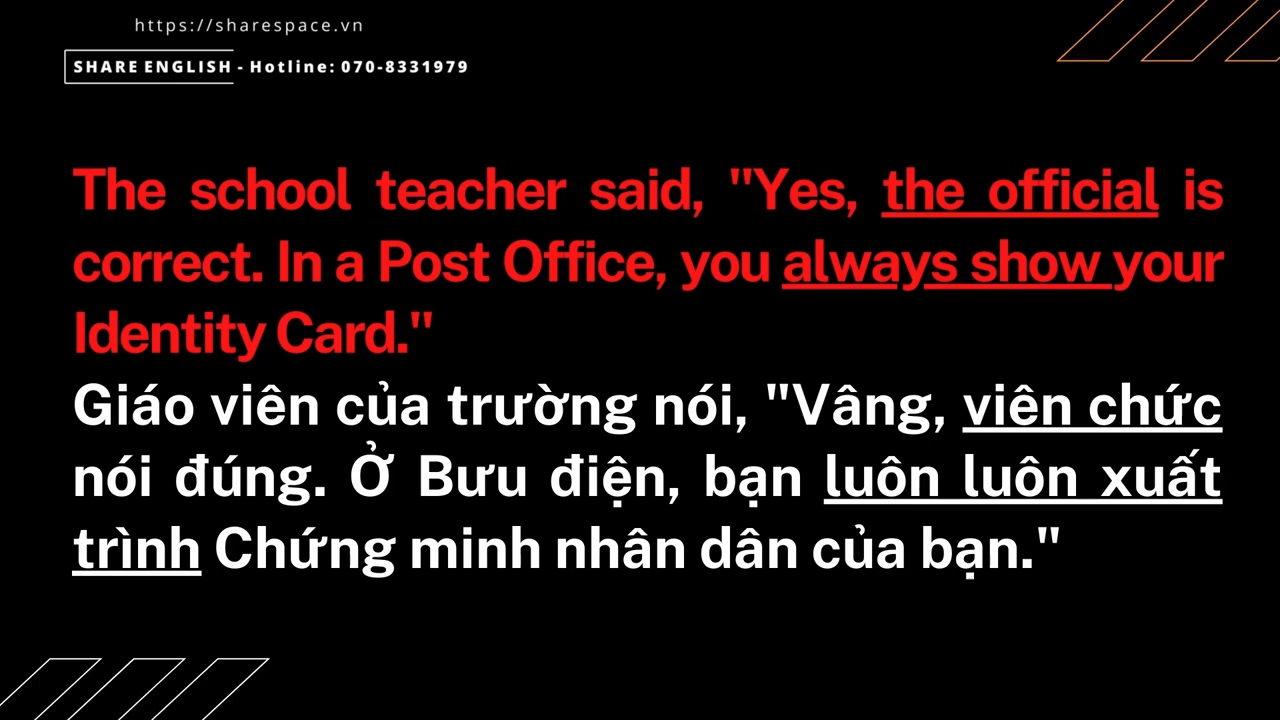 https://sharespace.vn
SHARE ENGLISH - Hotline: 070-8331979
The school teacher said, "Yes, the official is
correct. In a Post Office, you always show your
Identity Card."
Giáo viên của trường nói, "Vâng, viên chức
nói đúng. Ở Bưu điện, bạn luôn luôn xuất
trình Chứng minh nhân dân của bạn."